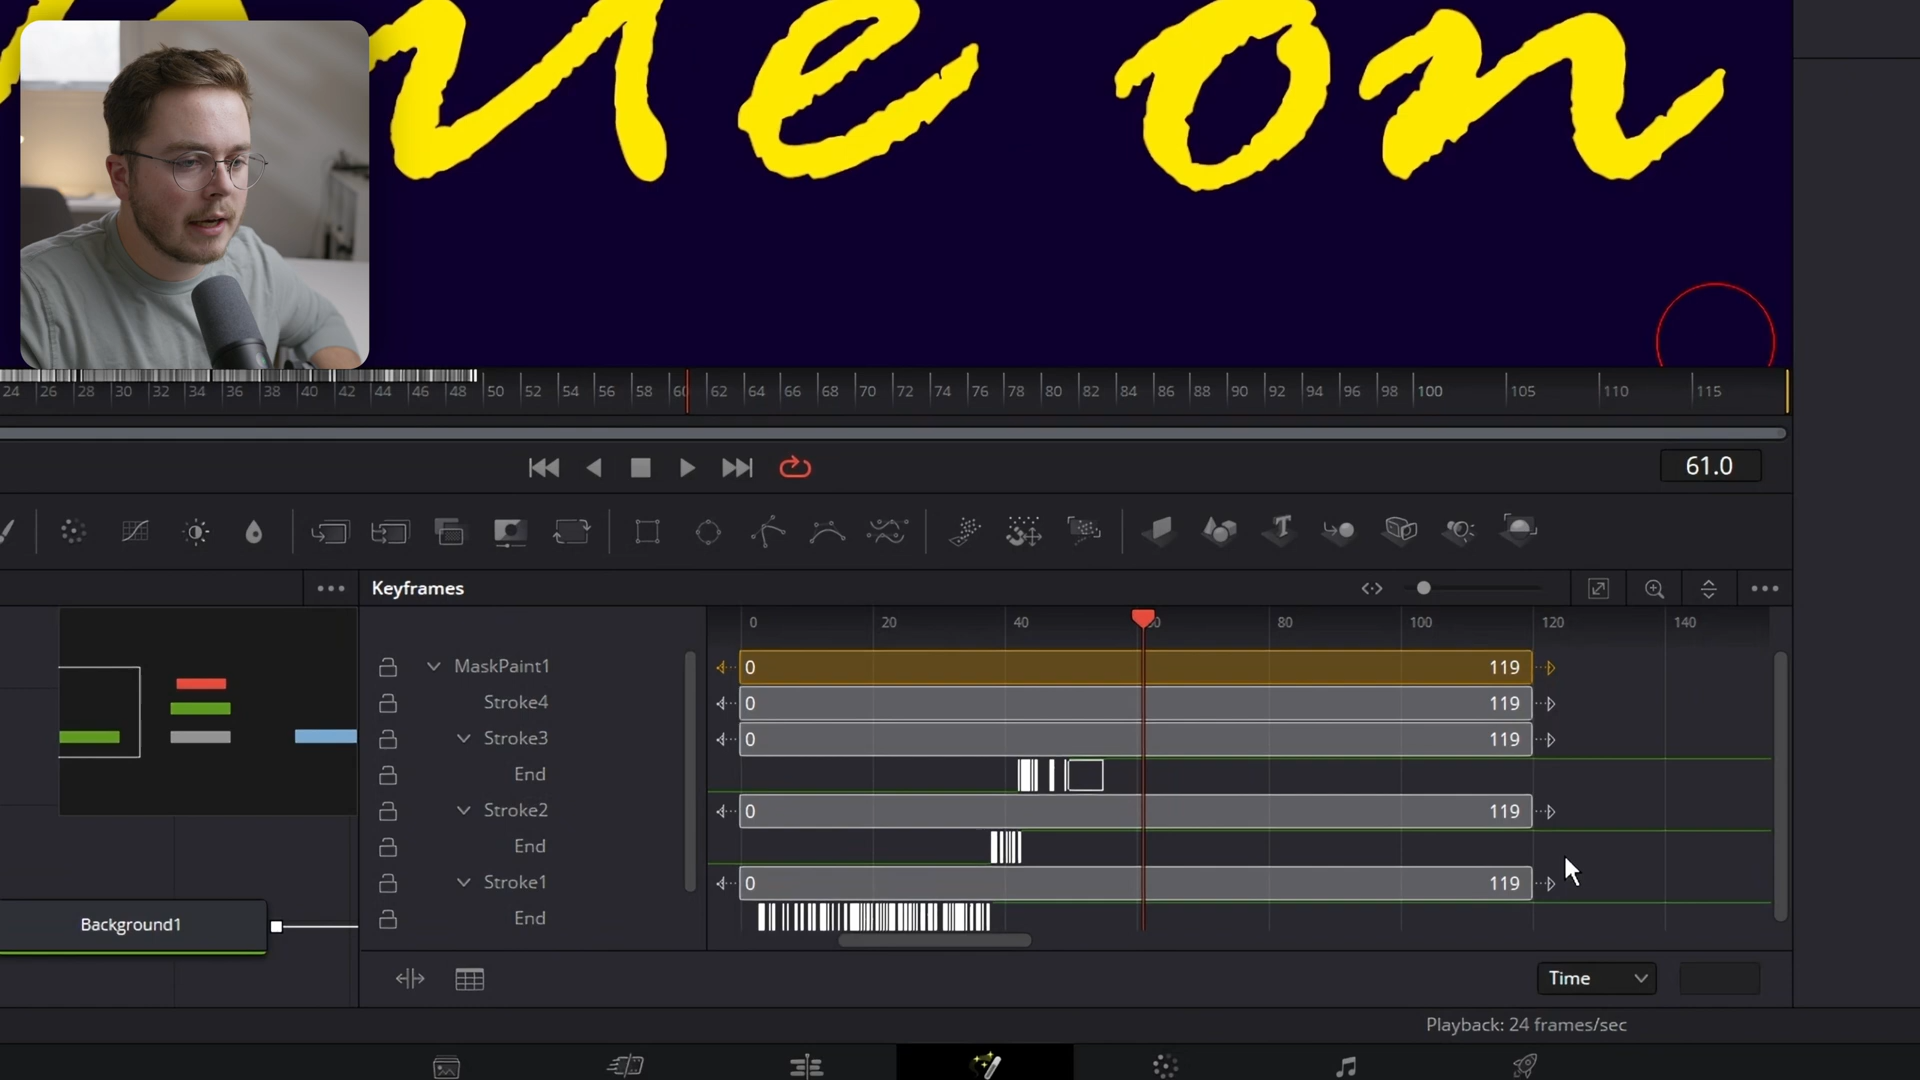 e on
24 26 28 30 32 34 36 38 40 42 44 46 48 50 52 54 56 58 60 62 64 66 68 70 72 74 76 78 80 82 84 86 88 90 92 94 96 98 100 105 110 115
61.0
Keyframes
0 20 40 60 80 100 120 140
MaskPaint1 0 119
Stroke4 0 119
Stroke3 0 119
End
Stroke2 0 119
End
Stroke1 0 119
End
Background1
Time
Playback: 24 frames/sec